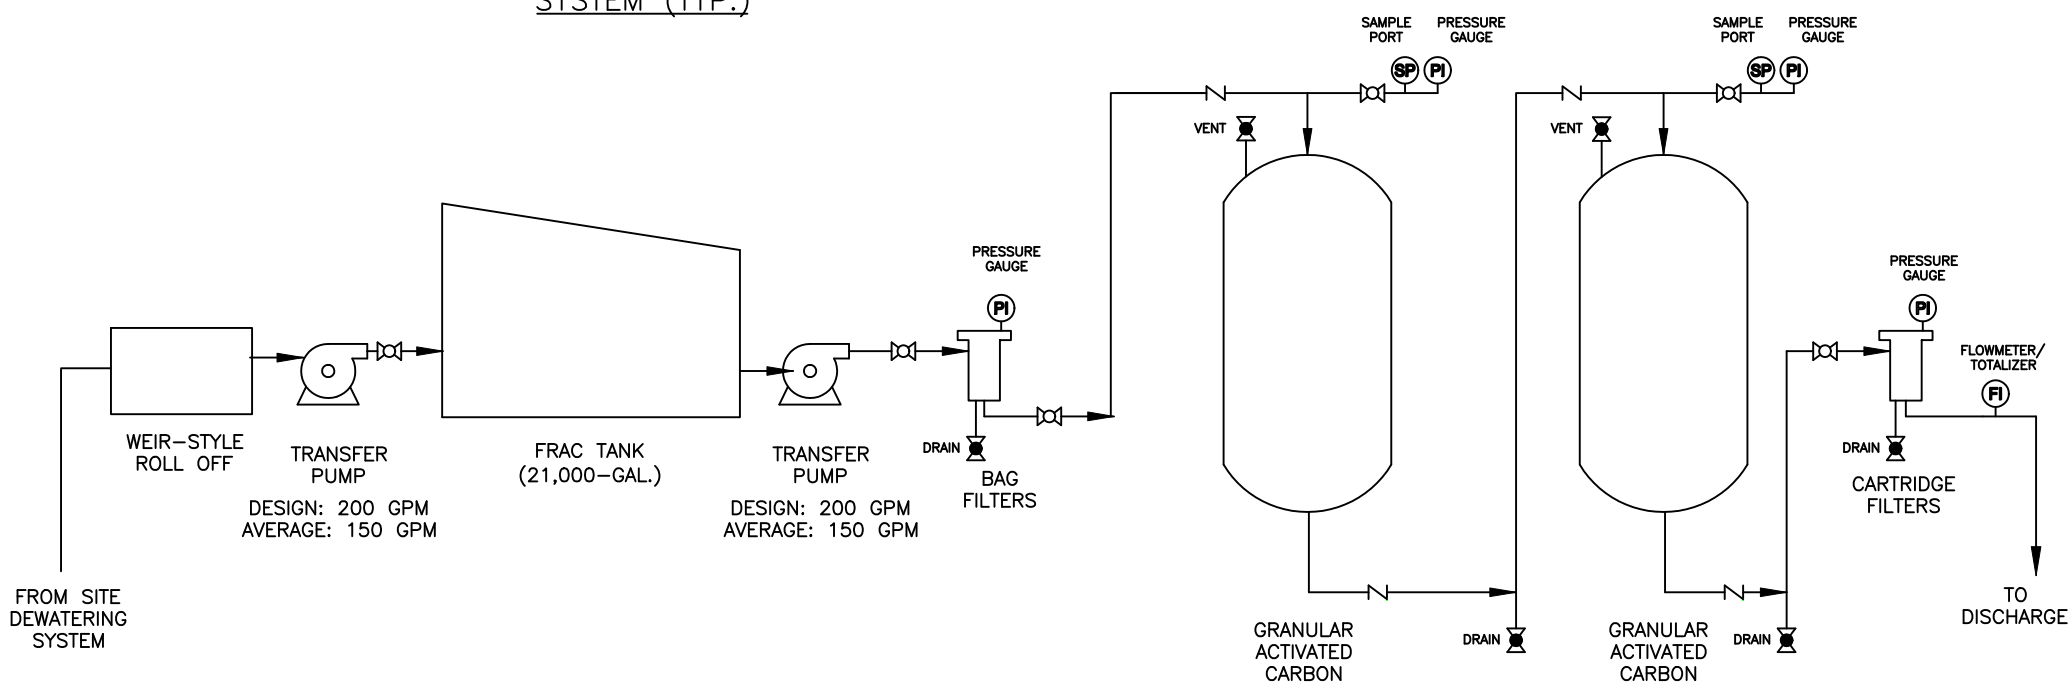 SYSTEM (TYP.)
SAMPLE
PORT
PRESSURE
GAUGE
SP
PI
SAMPLE
PORT
PRESSURE
GAUGE
SP
PI
VENT
VENT
PRESSURE
GAUGE
PI
PRESSURE
GAUGE
PI
FLOWMETER/
TOTALIZER
FI
WEIR-STYLE
ROLL OFF
TRANSFER
PUMP
DESIGN: 200 GPM
AVERAGE: 150 GPM
FRAC TANK
(21,000-GAL.)
TRANSFER
PUMP
DESIGN: 200 GPM
AVERAGE: 150 GPM
DRAIN
BAG
FILTERS
DRAIN
CARTRIDGE
FILTERS
FROM SITE
DEWATERING
SYSTEM
GRANULAR
ACTIVATED
CARBON
DRAIN
GRANULAR
ACTIVATED
CARBON
DRAIN
TO
DISCHARGE